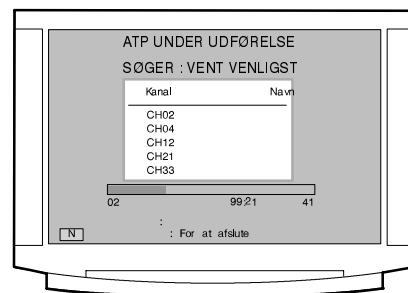 ATP UNDER UDFØRELSE
SØGER : VENT VENLIGST
Kanal Navn
CH02
CH04
CH12
CH21
CH33
02 99;21 41
:
N : For at afslute